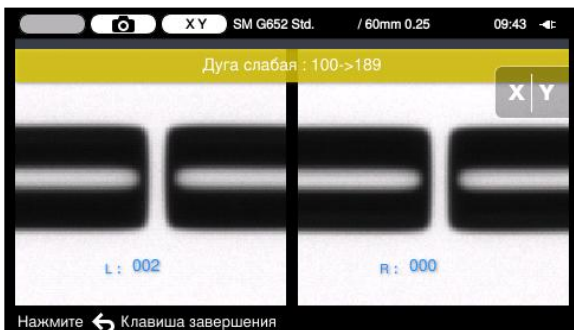 X Y SM G652 Std. / 60mm 0.25 09:43
Дуга слабая : 100->189
X Y
L : 002 R : 000
Нажмите Клавиша завершения